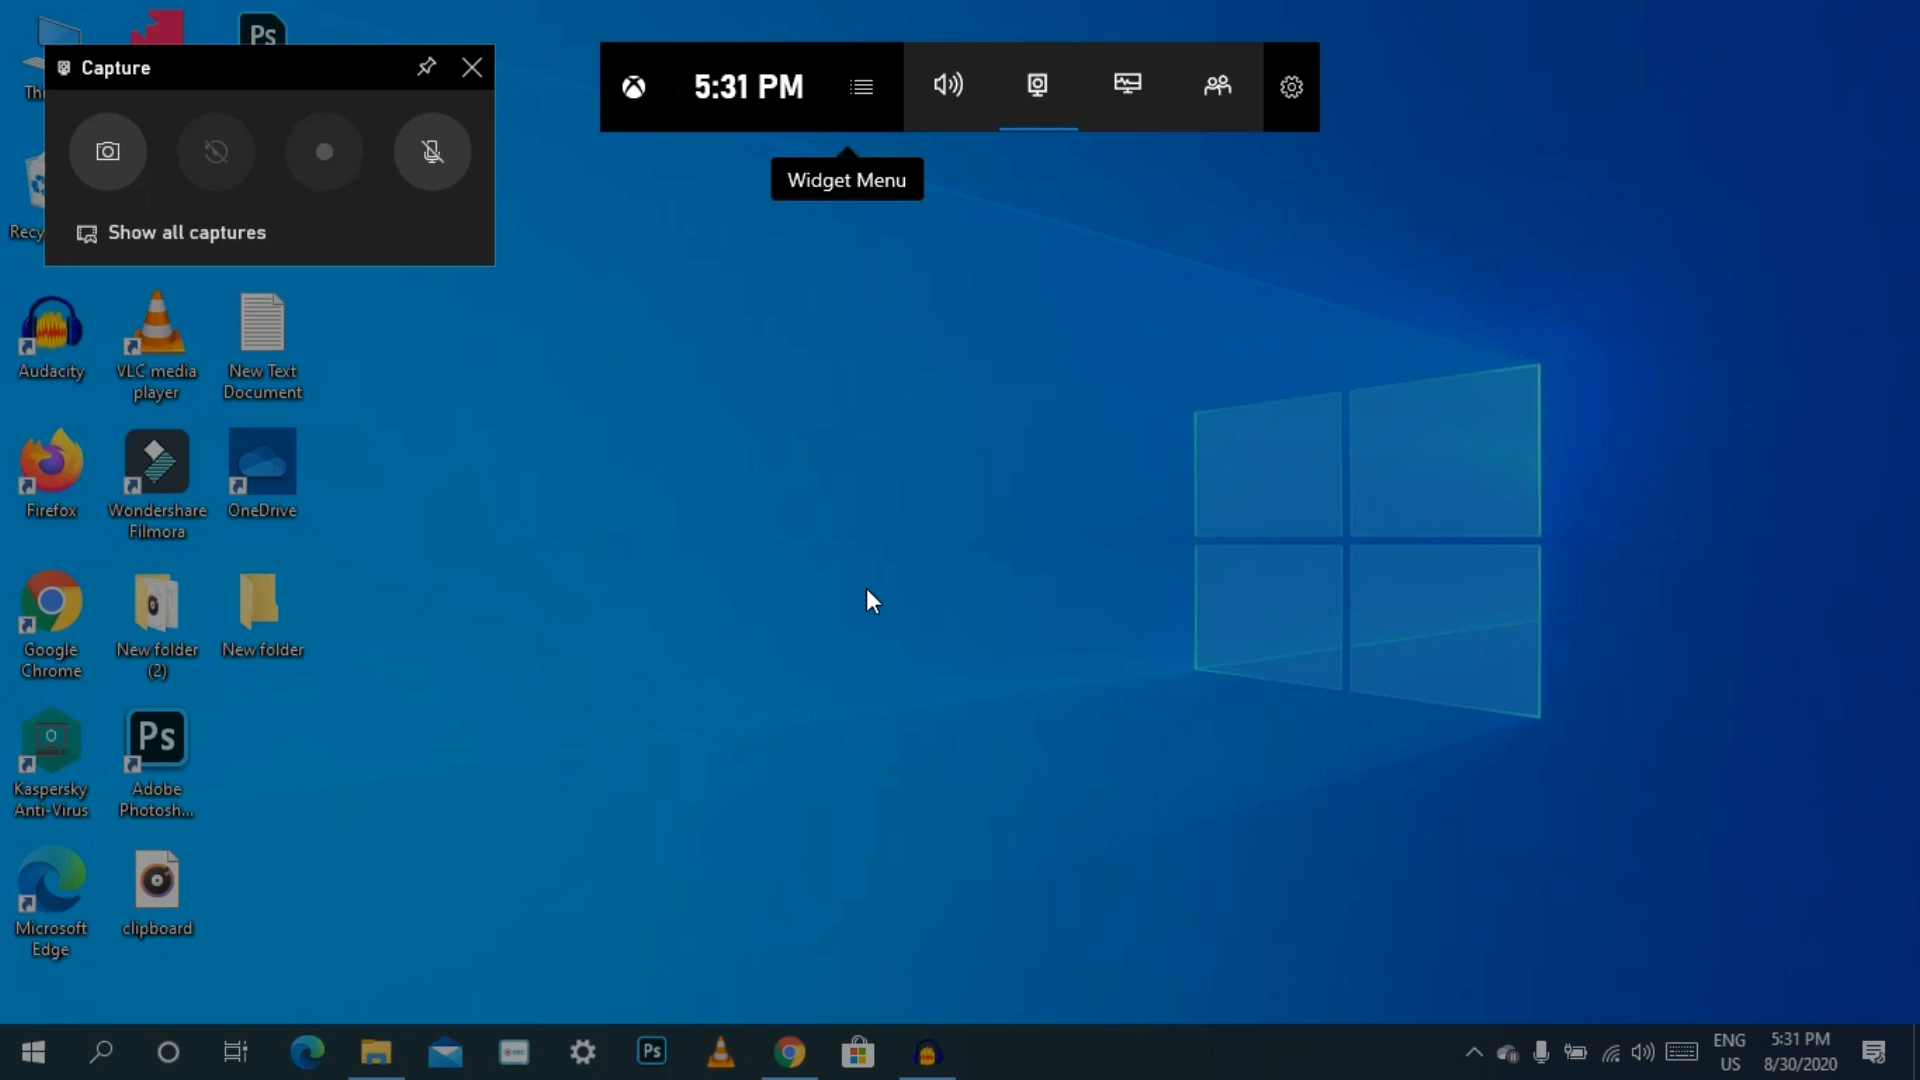 Ps
Capture
5:31 PM
Widget Menu
Show all captures
Audacity
VLC media
player
New Text
Document
Firefox
Wondershare
Filmora
OneDrive
Google
Chrome
New folder
(2)
New folder
Kaspersky
Anti-Virus
Ps
Adobe
Photosh...
Microsoft
Edge
clipboard
Ps
ENG
US
5:31 PM
8/30/2020